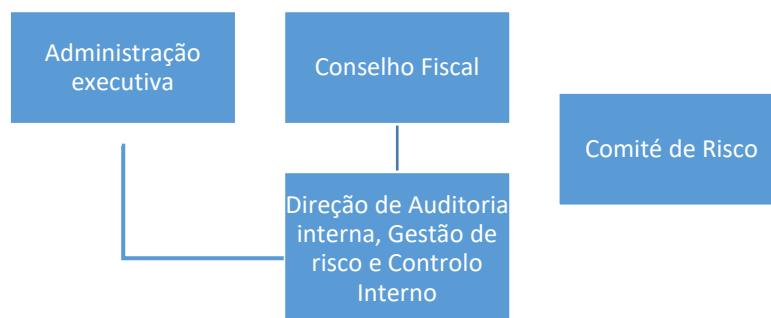 Administração
executiva
Conselho Fiscal
Comité de Risco
Direção de Auditoria
interna, Gestão de
risco e Controlo
Interno